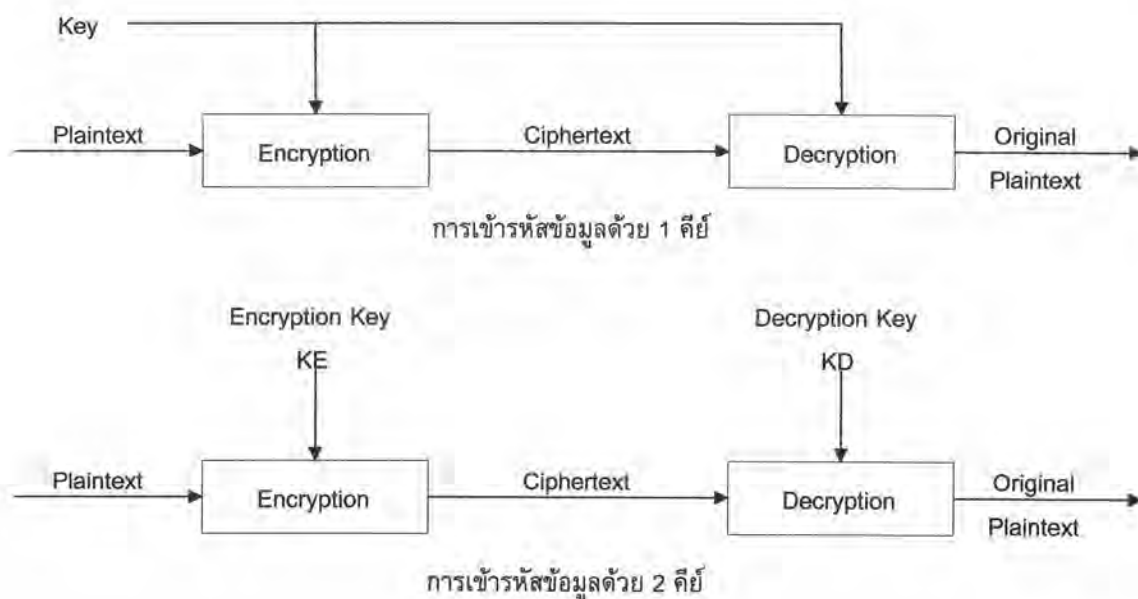 Key
Plaintext Encryption Ciphertext Decryption Original
Plaintext
การเข้ารหัสข้อมูลด้วย 1 คีย์
Encryption Key Decryption Key
KE KD
Plaintext Encryption Ciphertext Decryption Original
Plaintext
การเข้ารหัสข้อมูลด้วย 2 คีย์